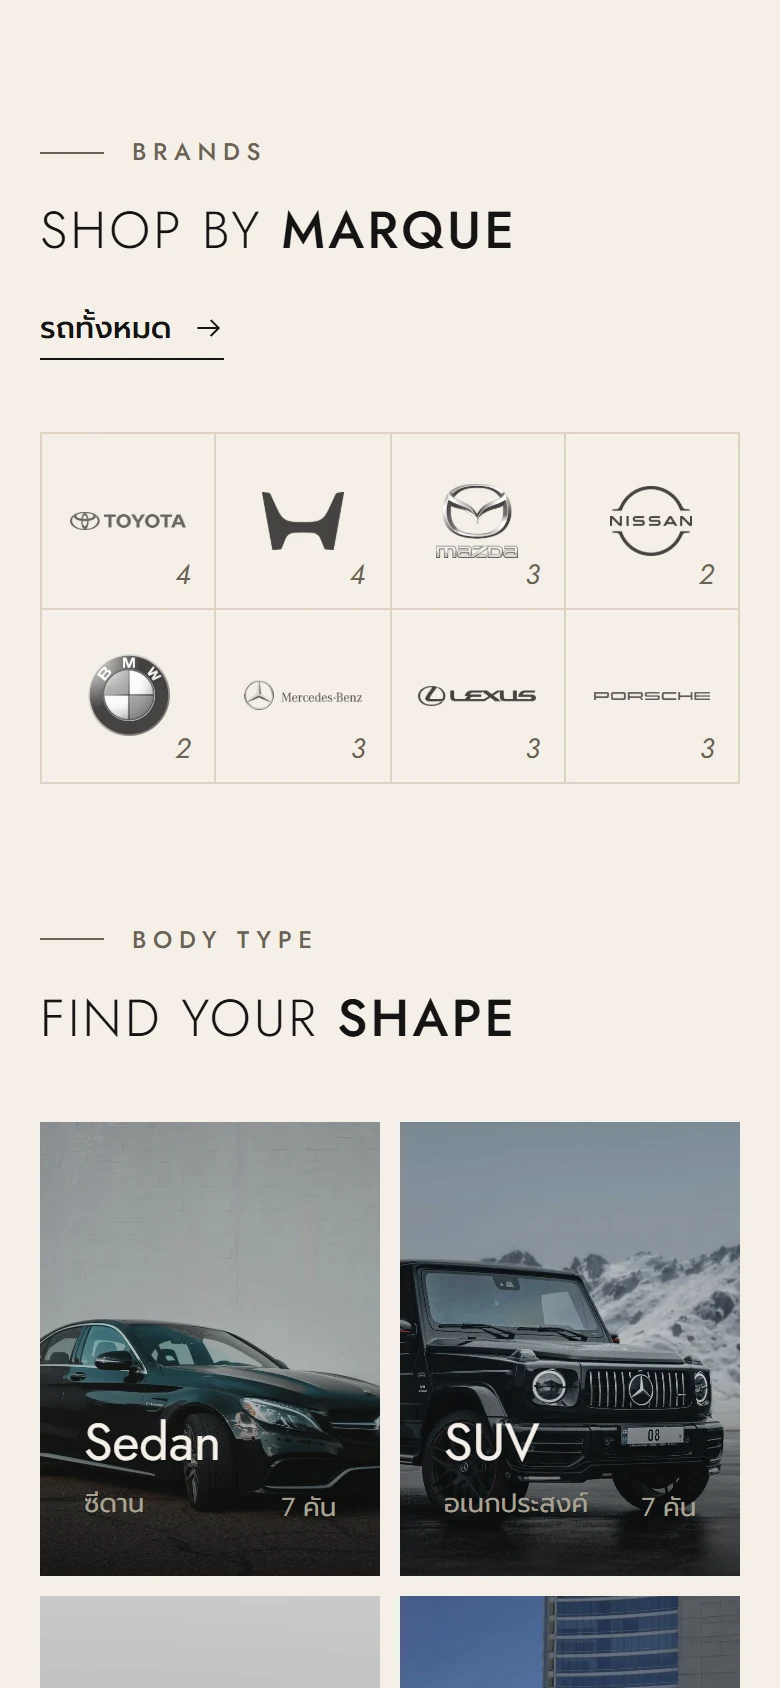 BRANDS
SHOP BY MARQUE
รถทั้งหมด →
TOYOTA
4
4
mazda
3
NISSAN
2
BMW
2
Mercedes-Benz
3
LEXUS
3
PORSCHE
3
BODY TYPE
FIND YOUR SHAPE
08
Sedan
ซีดาน
7 คัน
SUV
อเนกประสงค์
7 คัน